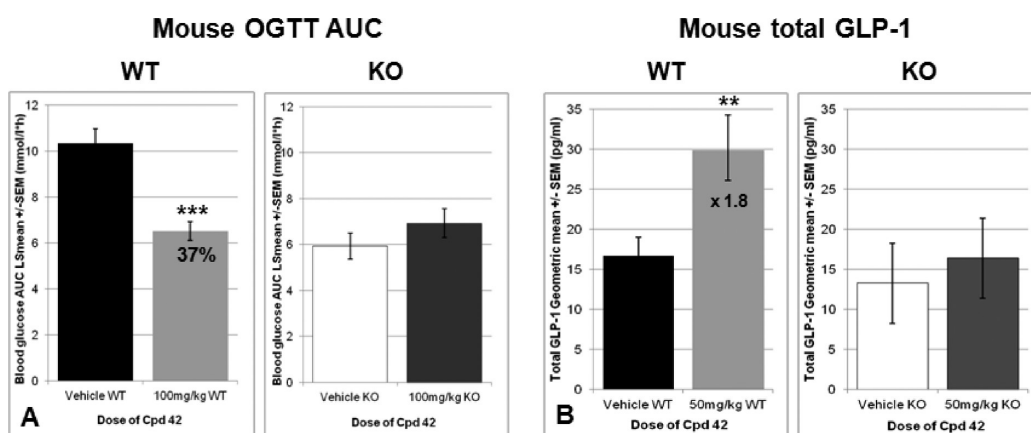 Mouse OGTT AUC
WT
KO
Blood glucose AUC LSmean +/-SEM (mmol/l*h)
12
10
8
6
4
2
0
***
37%
Vehicle WT
100mg/kg WT
Dose of Cpd 42
A
Blood glucose AUC LSmean +/-SEM (mmol/l*h)
12
10
8
6
4
2
0
Vehicle KO
100mg/kg KO
Dose of Cpd 42
Mouse total GLP-1
WT
KO
Total GLP-1 Geometric mean +/- SEM (pg/ml)
35
30
25
20
15
10
5
0
**
x 1.8
Vehicle WT
50mg/kg WT
Dose of Cpd 42
B
Total GLP-1 Geometric mean +/- SEM (pg/ml)
35
30
25
20
15
10
5
0
Vehicle KO
50mg/kg KO
Dose of Cpd 42